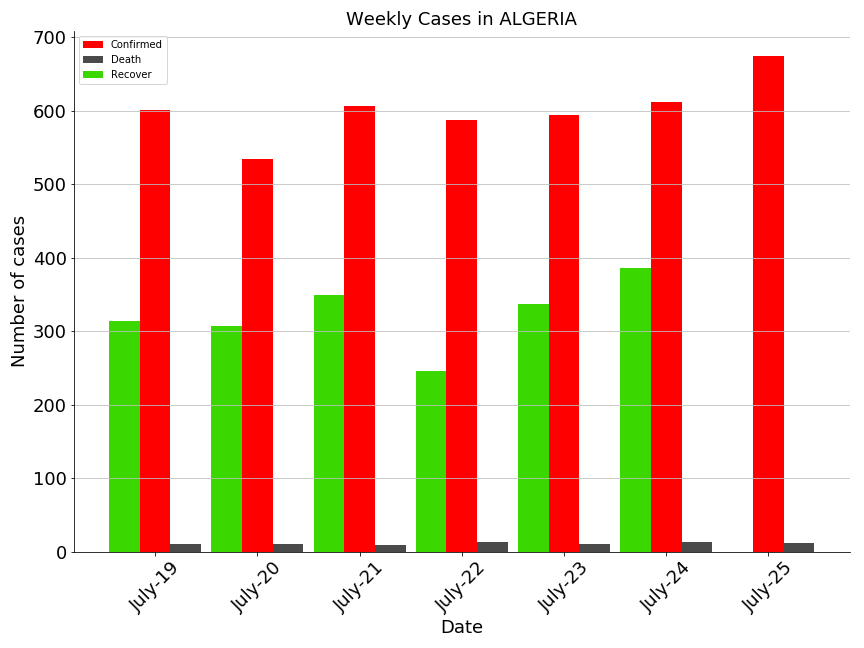 Weekly Cases in ALGERIA
Confirmed
Death
Recover
700
600
500
400
300
200
100
0
Number of cases
July-19
July-20
July-21
July-22
July-23
July-24
July-25
Date